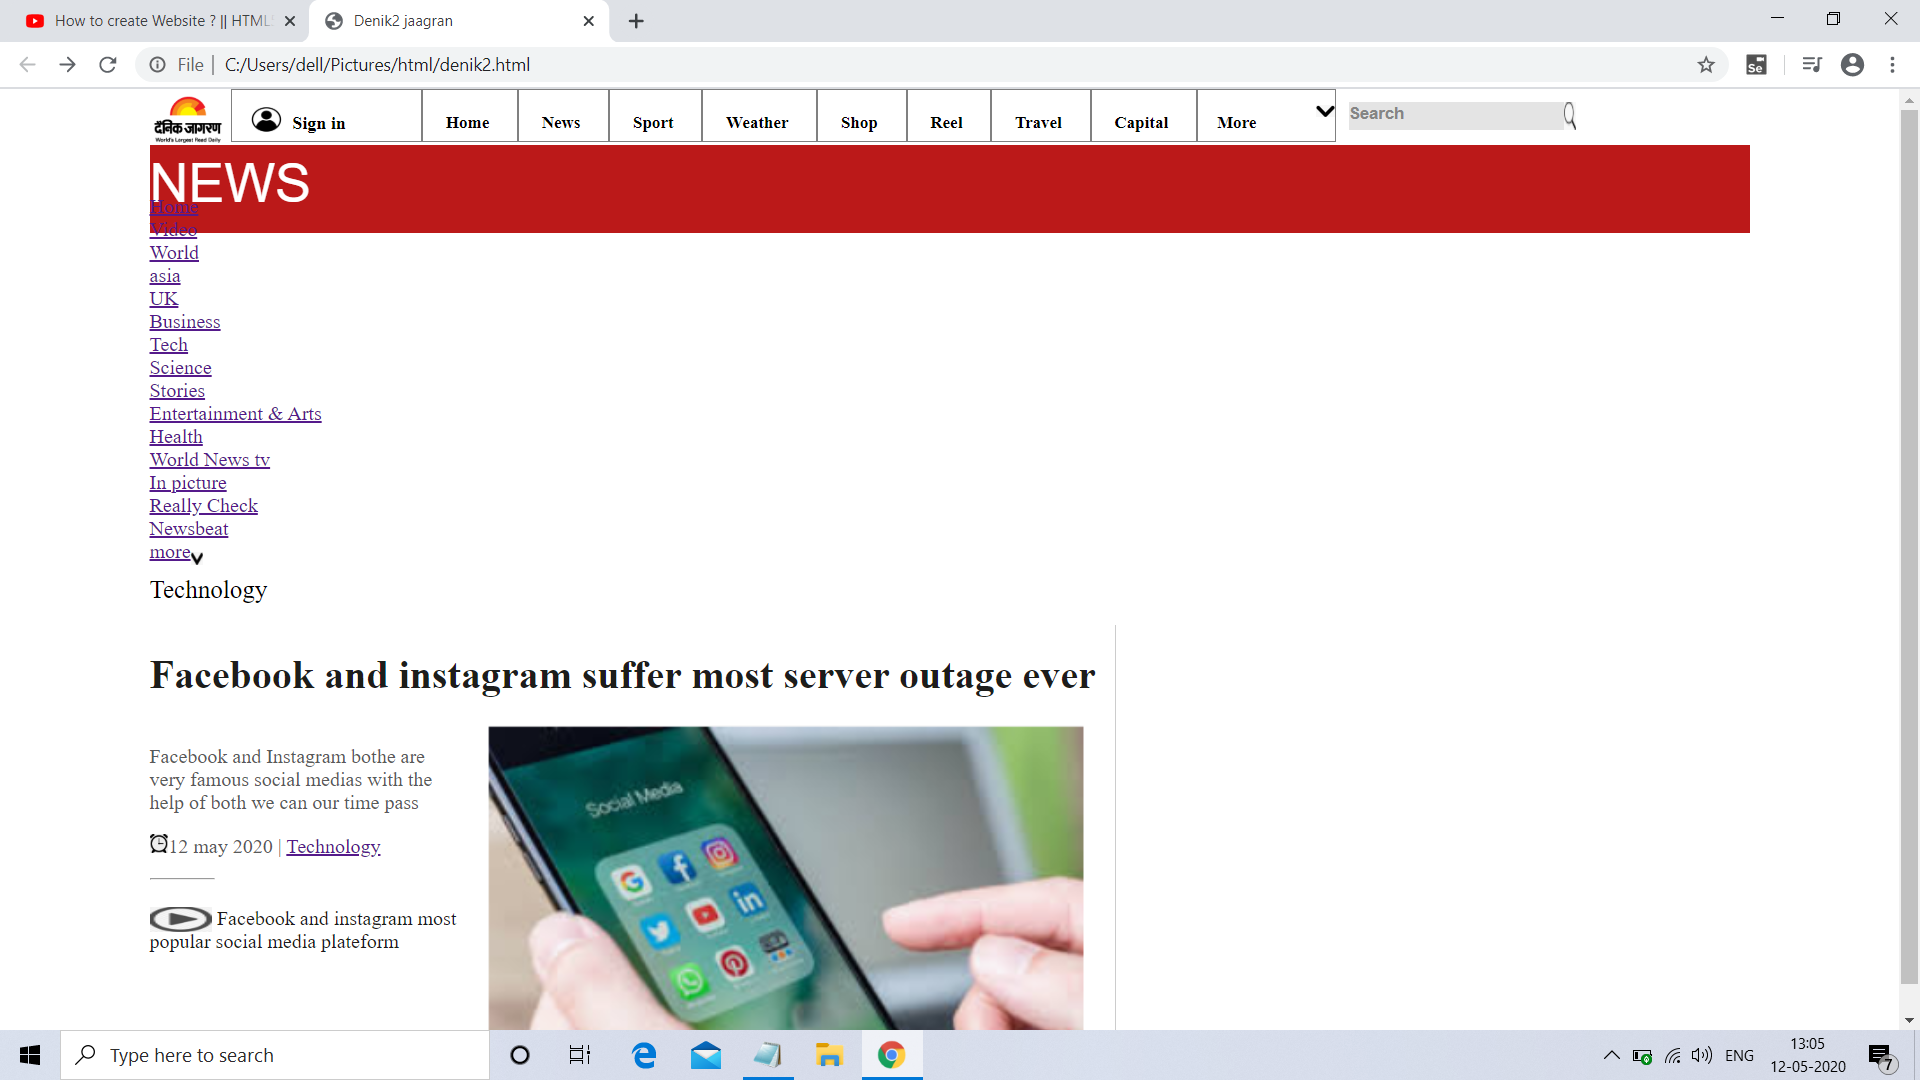 How to create Website ? || HTML
Denik2 jaagran
File | C:/Users/dell/Pictures/html/denik2.html
दैनिक जागरण
World's Largest Read Daily
Sign in
Home
News
Sport
Weather
Shop
Reel
Travel
Capital
More
Search
NEWS
Home
Video
World
asia
UK
Business
Tech
Science
Stories
Entertainment & Arts
Health
World News tv
In picture
Really Check
Newsbeat
more
Technology
Facebook and instagram suffer most server outage ever
Facebook and Instagram bothe are
very famous social medias with the
help of both we can our time pass
12 may 2020 | Technology
Facebook and instagram most
popular social media plateform
Social Media
Type here to search
ENG
13:05
12-05-2020
7